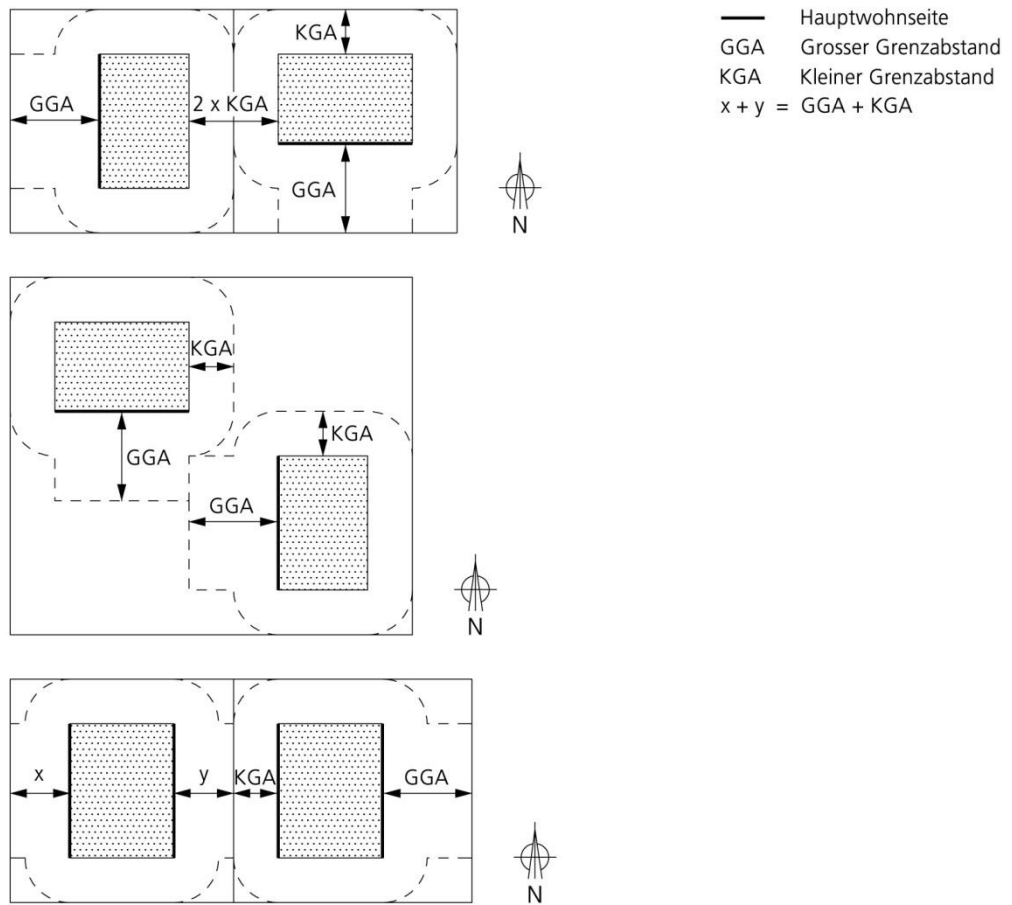 KGA
GGA
2 x KGA
GGA
N
KGA
GGA
KGA
GGA
N
x
y
KGA
GGA
N
Hauptwohnseite
GGA Grosser Grenzabstand
KGA Kleiner Grenzabstand
x + y = GGA + KGA